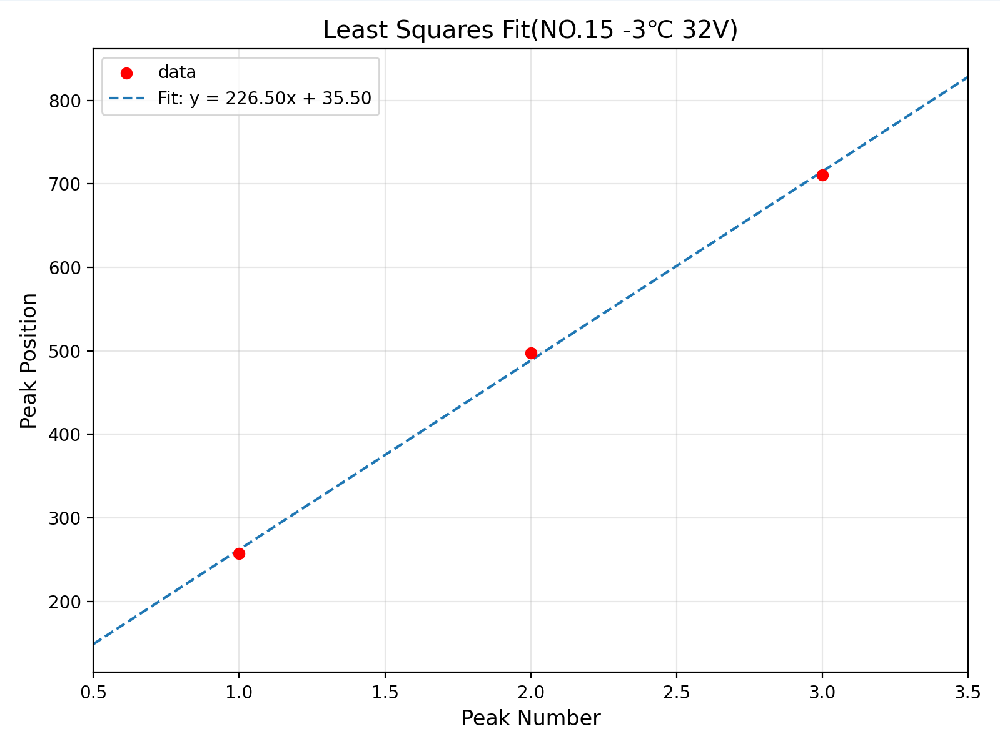 Least Squares Fit(NO.15 -3℃ 32V)
data
Fit: y = 226.50x + 35.50
800
700
600
500
400
300
200
Peak Position
0.5 1.0 1.5 2.0 2.5 3.0 3.5
Peak Number